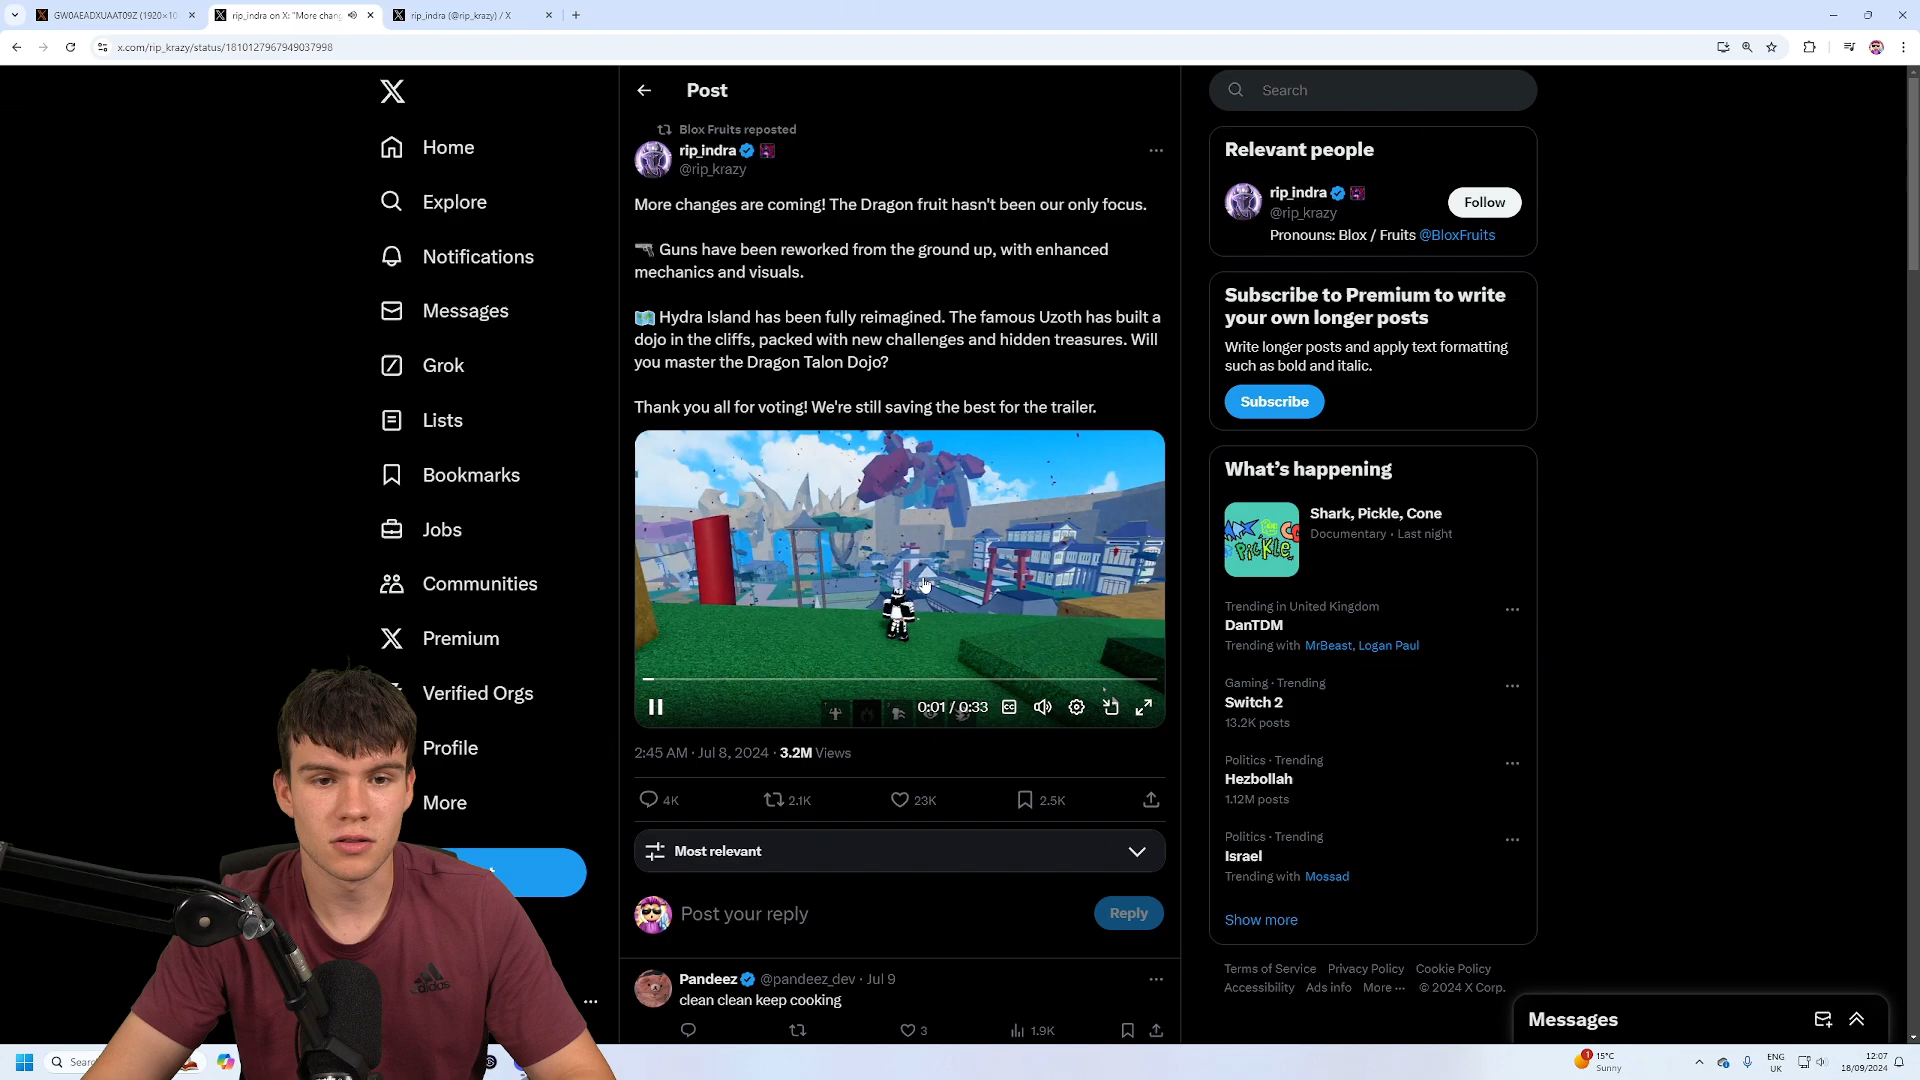 GW0AEADXUAAT09Z (1920×10
rip_indra on X: "More chang
rip_indra (@rip_krazy) / X
x.com/rip_krazy/status/1810127967949037998
Home
Explore
Notifications
Messages
Grok
Lists
Bookmarks
Jobs
Communities
Premium
Verified Orgs
Profile
More
Post
Blox Fruits reposted
rip_indra
@rip_krazy
More changes are coming! The Dragon fruit hasn't been our only focus.
Guns have been reworked from the ground up, with enhanced
mechanics and visuals.
Hydra Island has been fully reimagined. The famous Uzoth has built a
dojo in the cliffs, packed with new challenges and hidden treasures. Will
you master the Dragon Talon Dojo?
Thank you all for voting! We're still saving the best for the trailer.
0:01 / 0:33
2:45 AM · Jul 8, 2024 · 3.2M Views
4K 2.1K 23K 2.5K
Most relevant
Post your reply
Reply
Pandeez @pandeez_dev · Jul 9
clean clean keep cooking
3 1.9K
Search
Relevant people
rip_indra
@rip_krazy
Follow
Pronouns: Blox / Fruits @BloxFruits
Subscribe to Premium to write
your own longer posts
Write longer posts and apply text formatting
such as bold and italic.
Subscribe
What's happening
Shark, Pickle, Cone
Documentary · Last night
Trending in United Kingdom
DanTDM
Trending with MrBeast, Logan Paul
Gaming · Trending
Switch 2
13.2K posts
Politics · Trending
Hezbollah
1.12M posts
Politics · Trending
Israel
Trending with Mossad
Show more
Terms of Service Privacy Policy Cookie Policy
Accessibility Ads info More ··· © 2024 X Corp.
Messages
adidas
Searc
1
15°C
Sunny
ENG
UK
12:07
18/09/2024